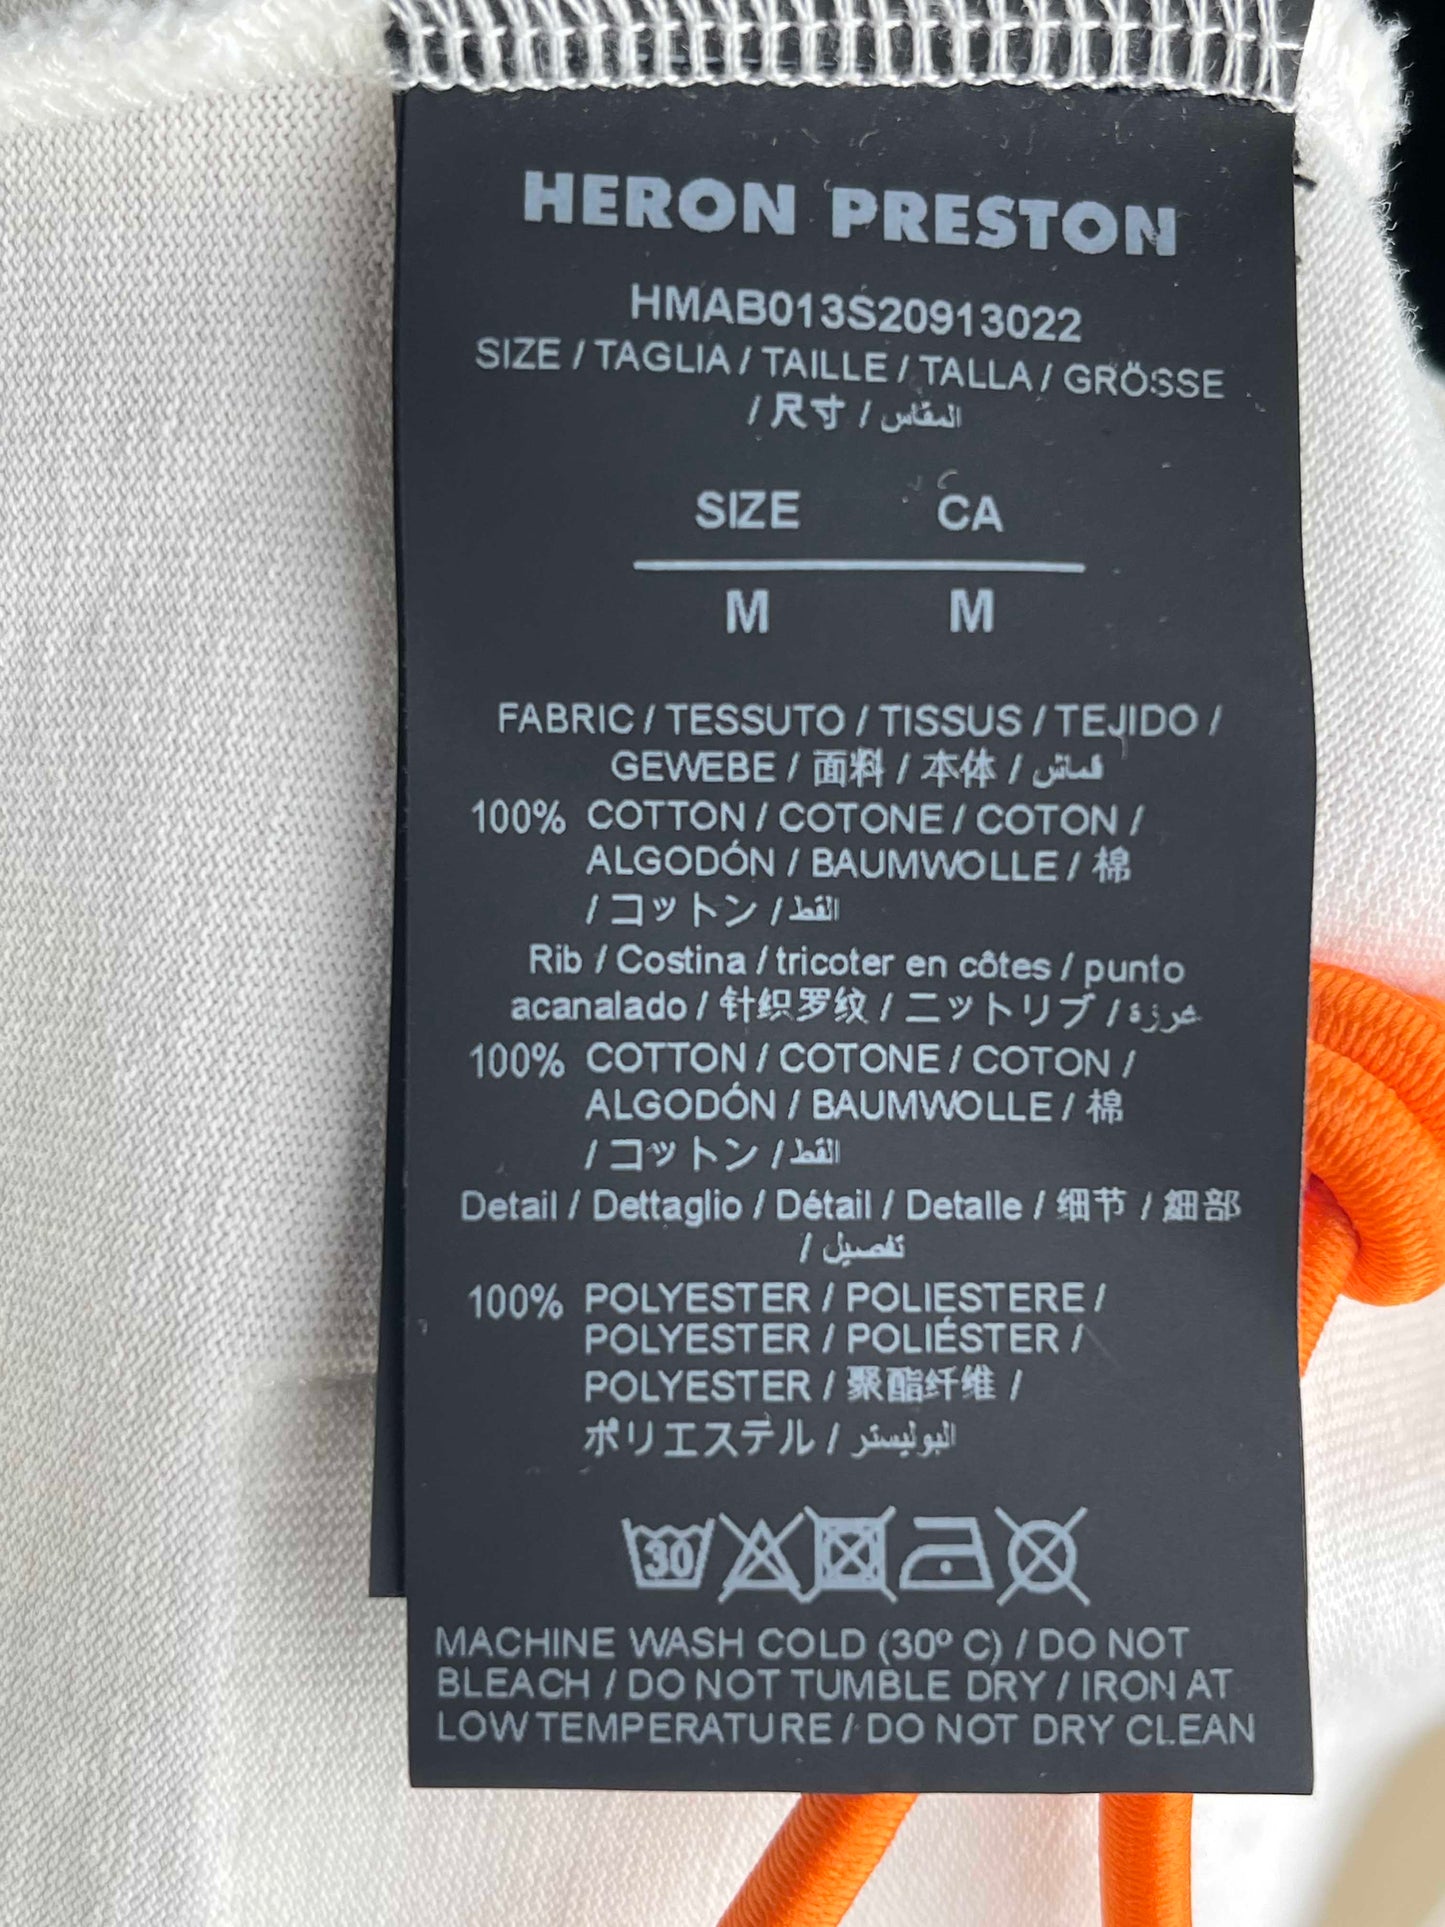 HERON PRESTON
HMAB013S20913022
SIZE / TAGLIA / TAILLE / TALLA / GRÖSSE
/ 尺寸 / المقاس
SIZE CA
M M
FABRIC / TESSUTO / TISSUS / TEJIDO /
GEWEBE / 面料 / 本体 / قماش
100% COTTON / COTONE / COTON /
ALGODÓN / BAUMWOLLE / 棉
/ コットン / القط
Rib / Costina / tricoter en côtes / punto
acanalado / 针织罗纹 / ニットリブ / غرزة
100% COTTON / COTONE / COTON /
ALGODÓN / BAUMWOLLE / 棉
/ コットン / القط
Detail / Dettaglio / Détail / Detalle / 细节 / 細部
/ تفصيل
100% POLYESTER / POLIESTERE /
POLYESTER / POLIÉSTER /
POLYESTER / 聚酯纤维 /
ポリエステル / البوليستر
30
MACHINE WASH COLD (30º C) / DO NOT
BLEACH / DO NOT TUMBLE DRY / IRON AT
LOW TEMPERATURE / DO NOT DRY CLEAN